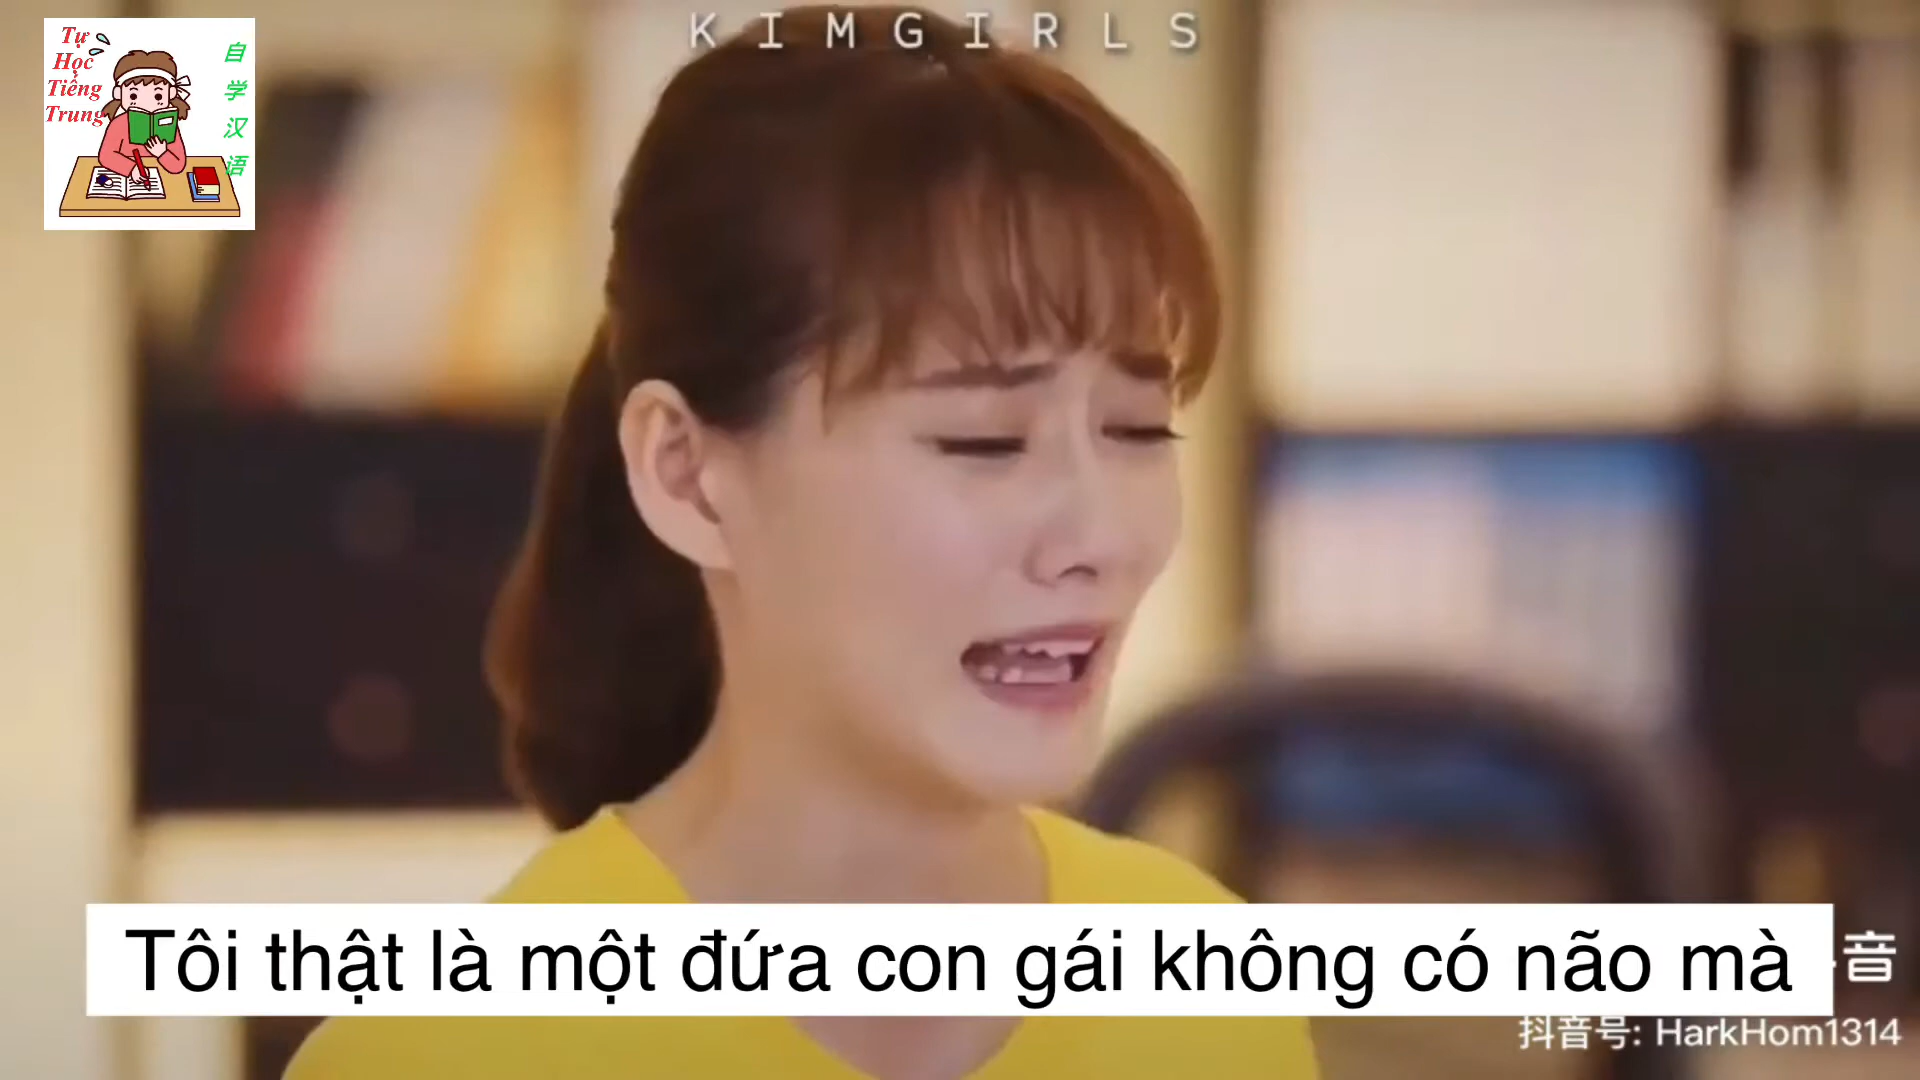 KIMGIRLS
Tự
Học
Tiếng
Trung
自
学
汉
语
Tôi thật là một đứa con gái không có não mà
音
抖音号: HarkHom1314